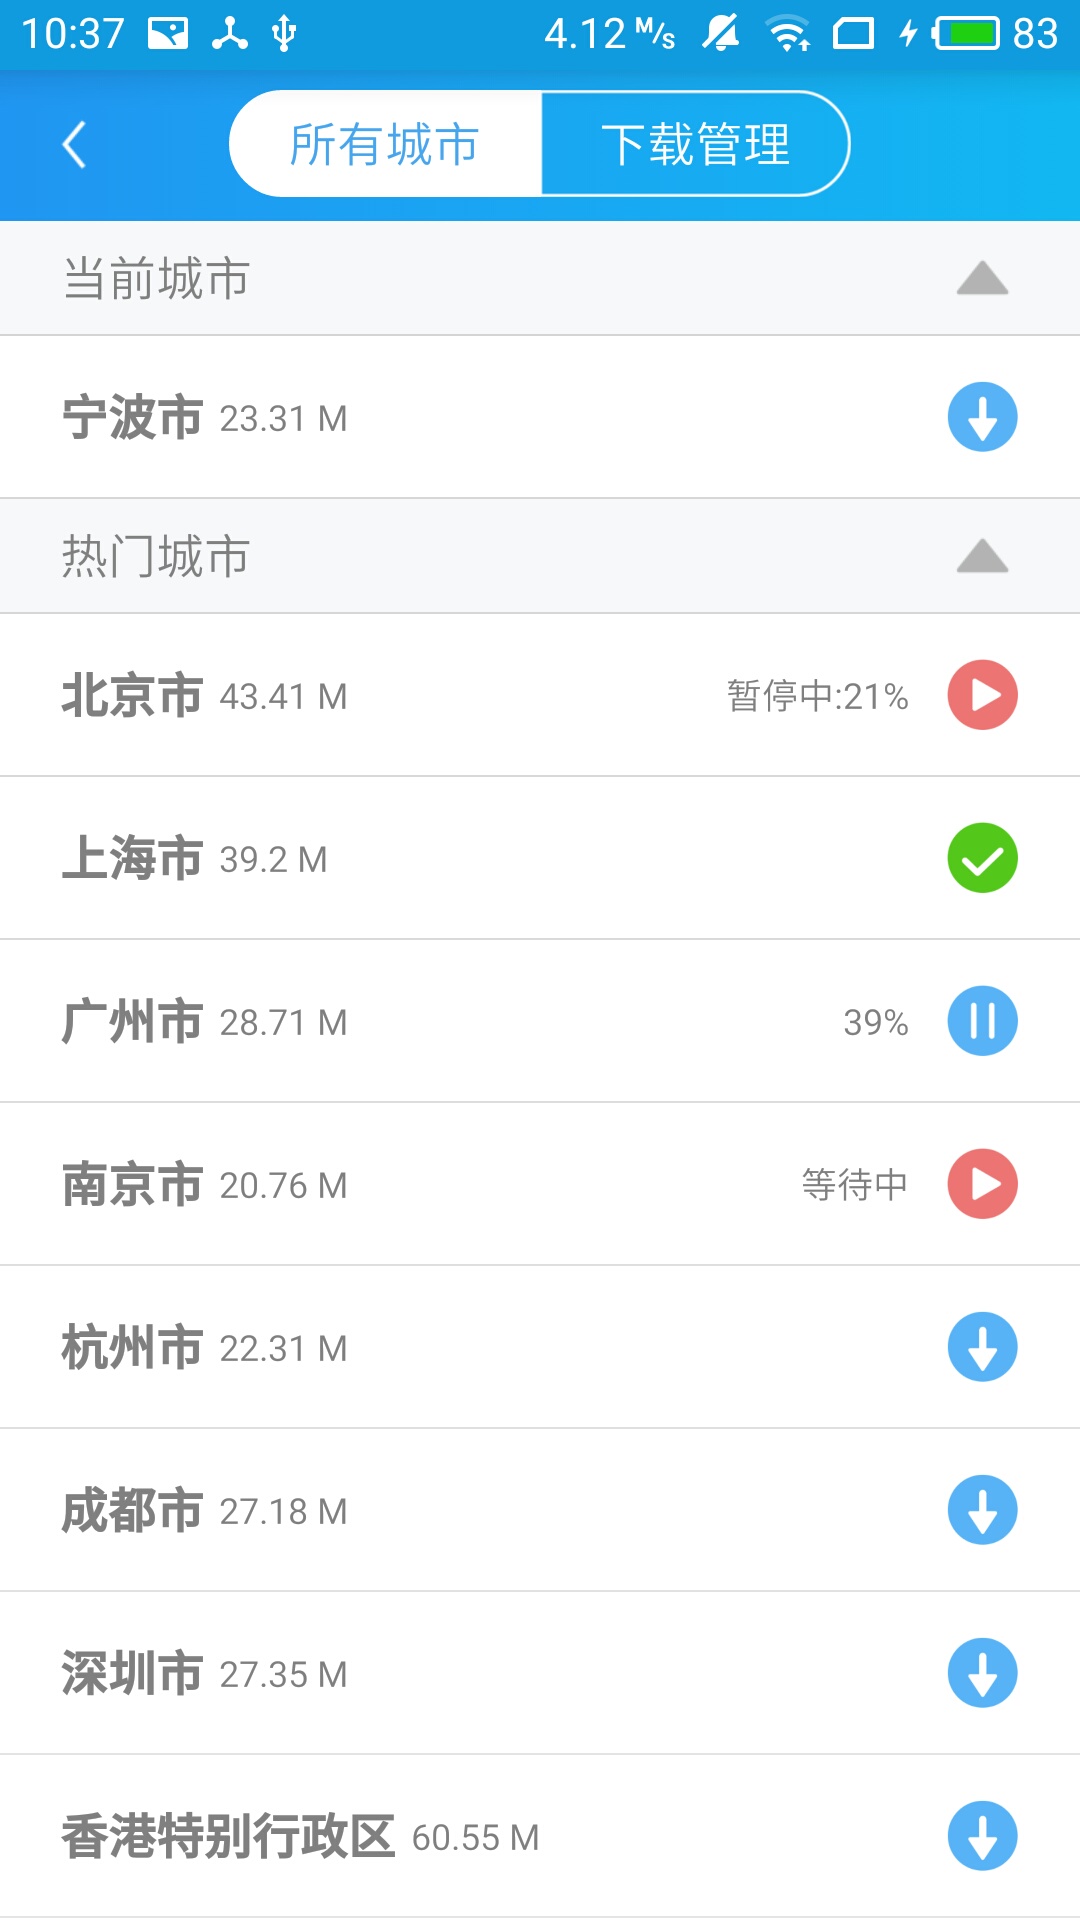 10:37 4.12 M/s 83
所有城市 下载管理
当前城市
宁波市 23.31 M
热门城市
北京市 43.41 M 暂停中:21%
上海市 39.2 M
广州市 28.71 M 39%
南京市 20.76 M 等待中
杭州市 22.31 M
成都市 27.18 M
深圳市 27.35 M
香港特别行政区 60.55 M